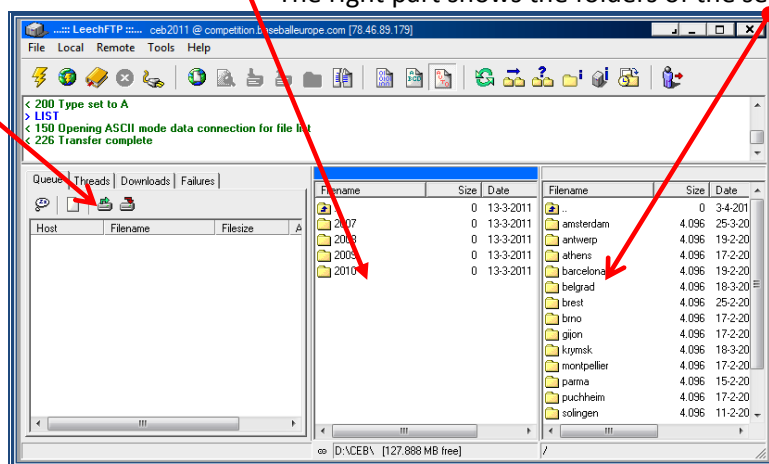 The right part shows the folders of the se
....::: LeechFTP :::.... ceb2011 @ competition.baseballeurope.com [78.46.89.179]
File Local Remote Tools Help
< 200 Type set to A
> LIST
< 150 Opening ASCII mode data connection for file list
< 226 Transfer complete
Queue Threads Downloads Failures
Host Filename Filesize A
Filename Size Date
.. 0 13-3-2011
2007 0 13-3-2011
2008 0 13-3-2011
2009 0 13-3-2011
2010 0 13-3-2011
Filename Size Date
.. 0 3-4-201
amsterdam 4.096 25-3-20
antwerp 4.096 19-2-20
athens 4.096 17-2-20
barcelona 4.096 19-2-20
belgrad 4.096 18-3-20
brest 4.096 25-2-20
brno 4.096 17-2-20
gijon 4.096 17-2-20
krymsk 4.096 18-3-20
montpellier 4.096 17-2-20
parma 4.096 15-2-20
puchheim 4.096 17-2-20
solingen 4.096 11-2-20
D:\CEB\ [127.888 MB free] /